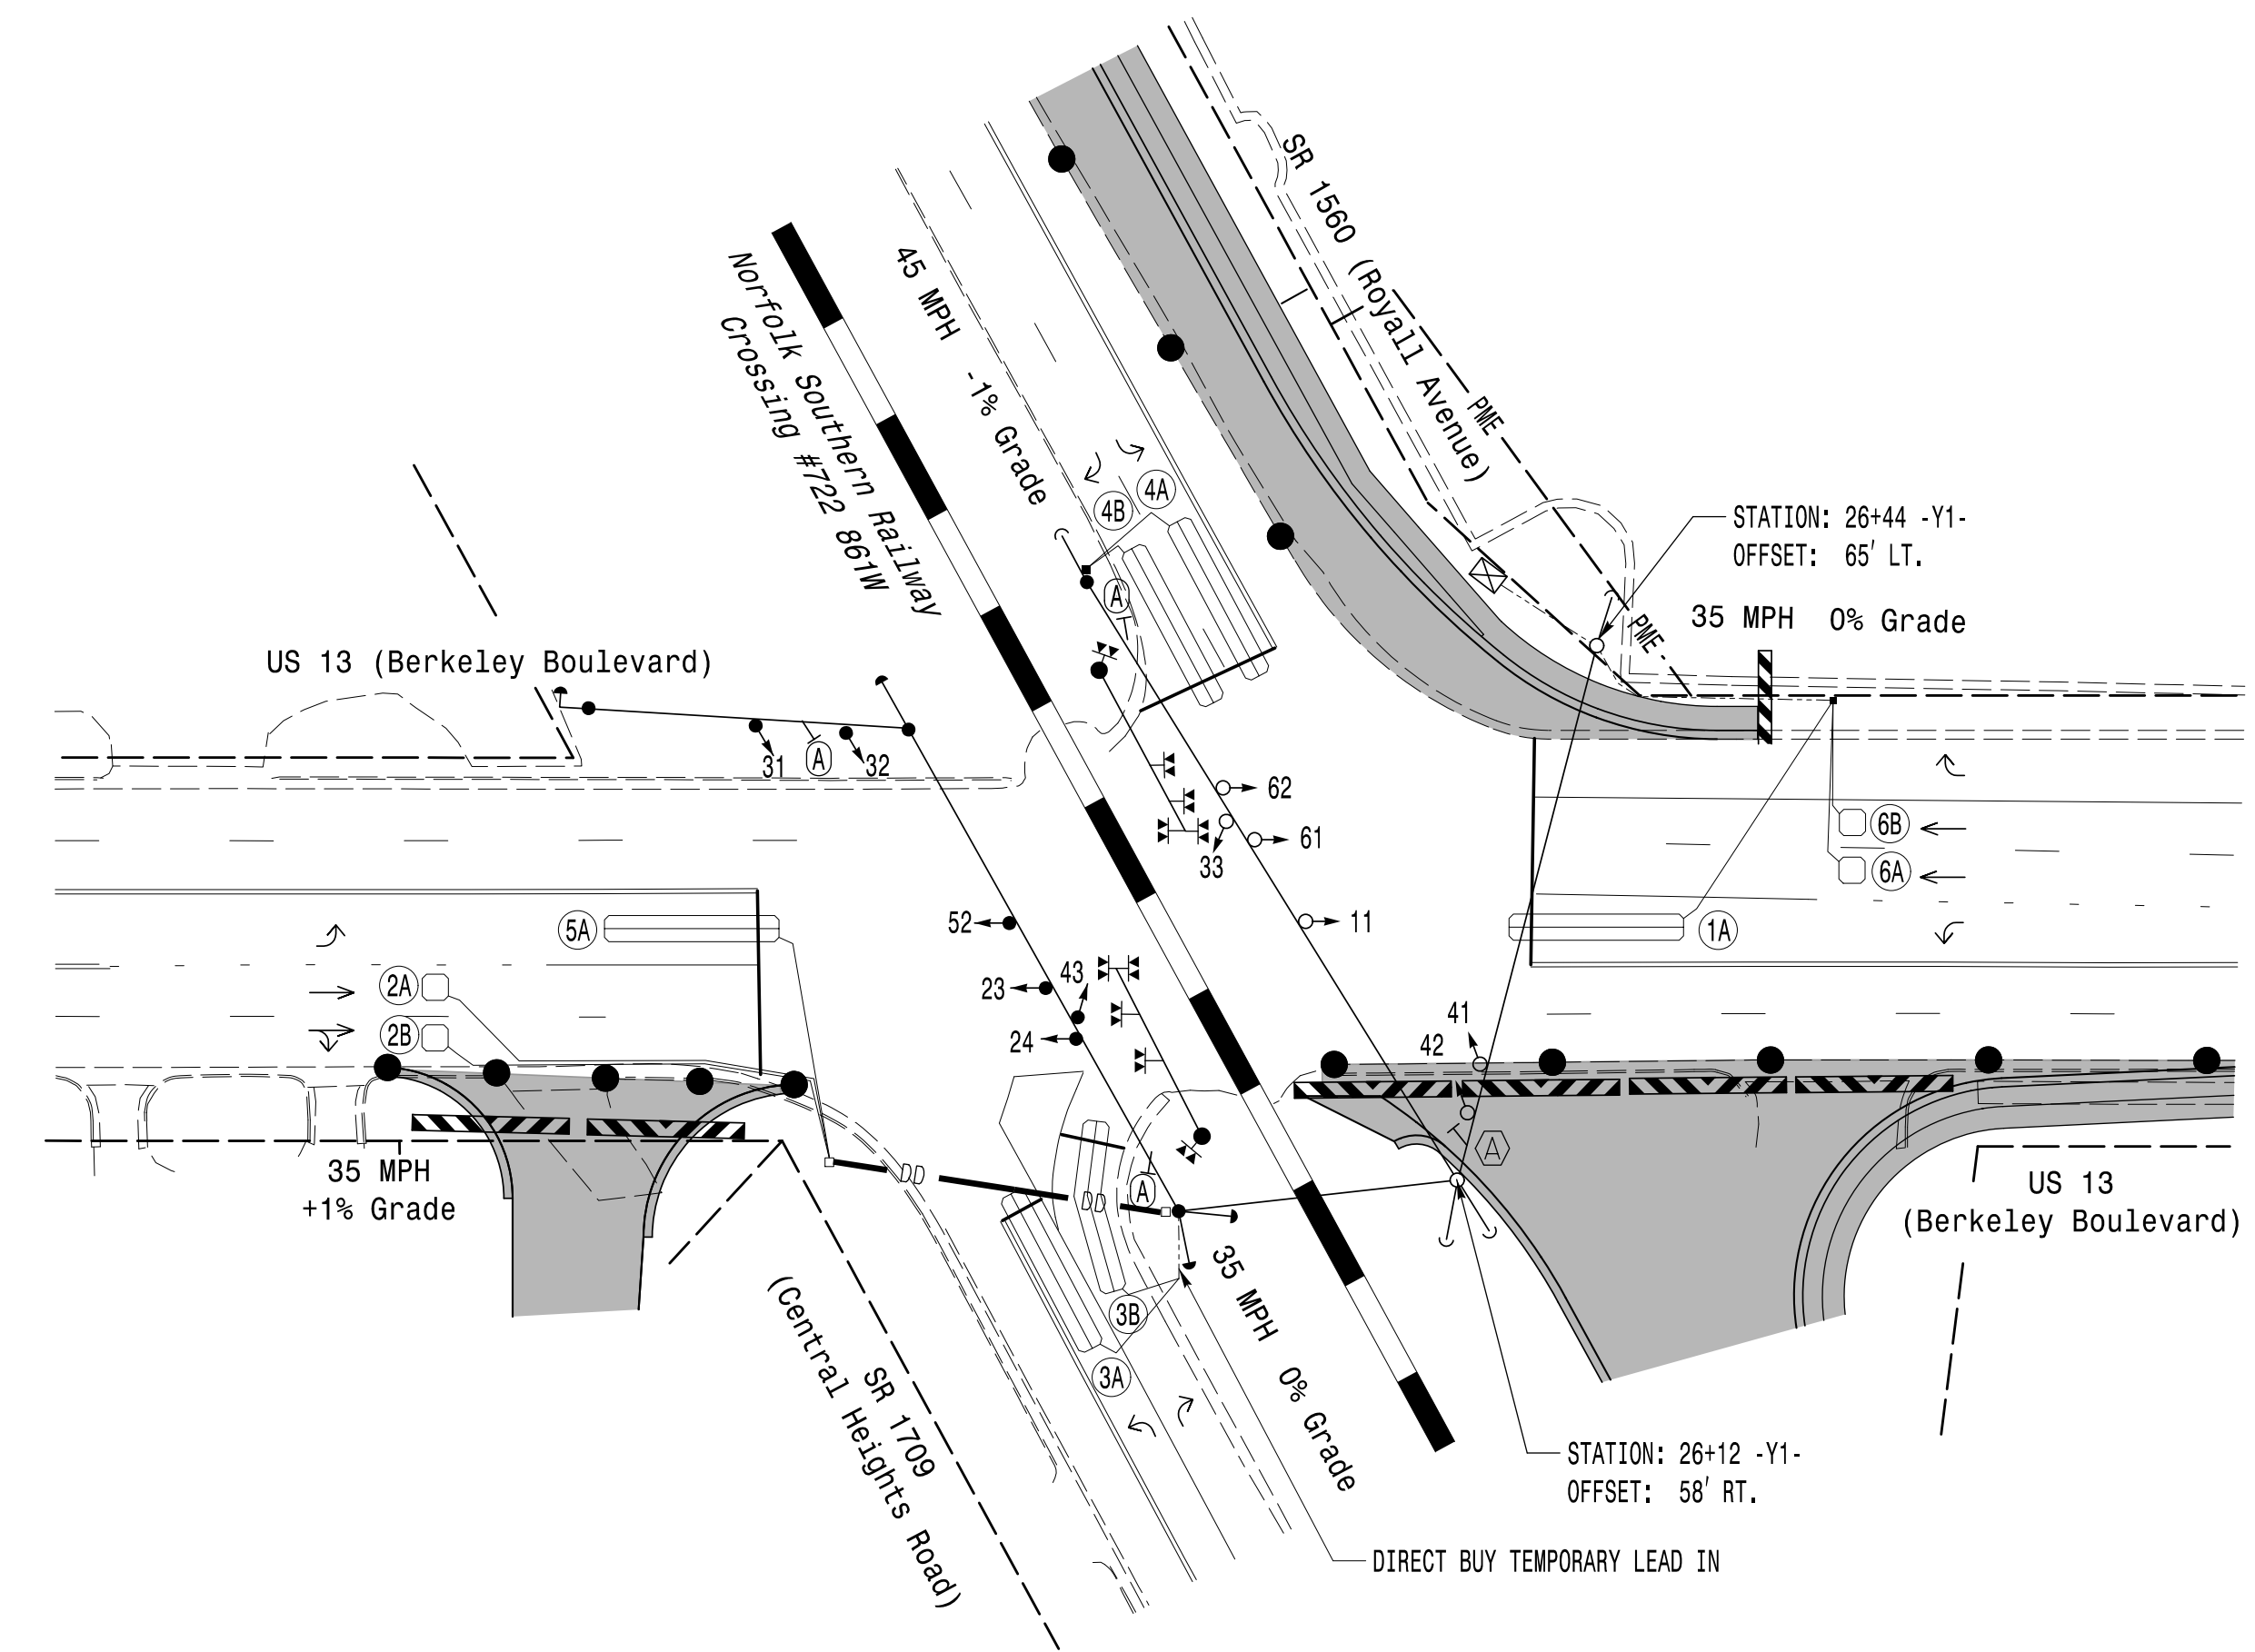 SR 1560 (Royall Avenue)
45 MPH -1% Grade
Norfolk Southern Railway
Crossing #722 861W
PME
PME
4A
4B
A
STATION: 26+44 -Y1-
OFFSET: 65' LT.
35 MPH 0% Grade
US 13 (Berkeley Boulevard)
31
A
32
62
61
33
11
6B
6A
1A
5A
52
43
23
24
2A
2B
41
42
A
A
35 MPH
+1% Grade
US 13
(Berkeley Boulevard)
3B
3A
35 MPH 0% Grade
SR 1709
(Central Heights Road)
STATION: 26+12 -Y1-
OFFSET: 58' RT.
DIRECT BUY TEMPORARY LEAD IN